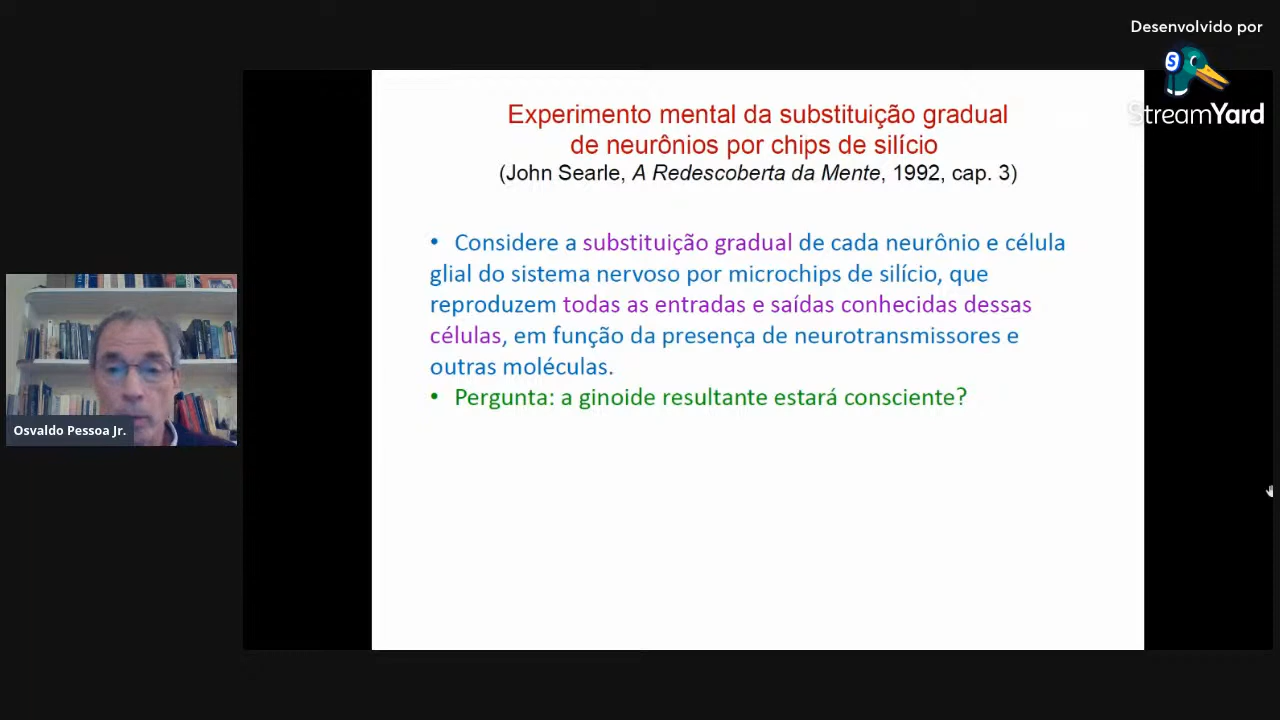 Desenvolvido por
S
StreamYard
Experimento mental da substituição gradual
de neurônios por chips de silício
(John Searle, A Redescoberta da Mente, 1992, cap. 3)
• Considere a substituição gradual de cada neurônio e célula
glial do sistema nervoso por microchips de silício, que
reproduzem todas as entradas e saídas conhecidas dessas
células, em função da presença de neurotransmissores e
outras moléculas.
• Pergunta: a ginoide resultante estará consciente?
Osvaldo Pessoa Jr.